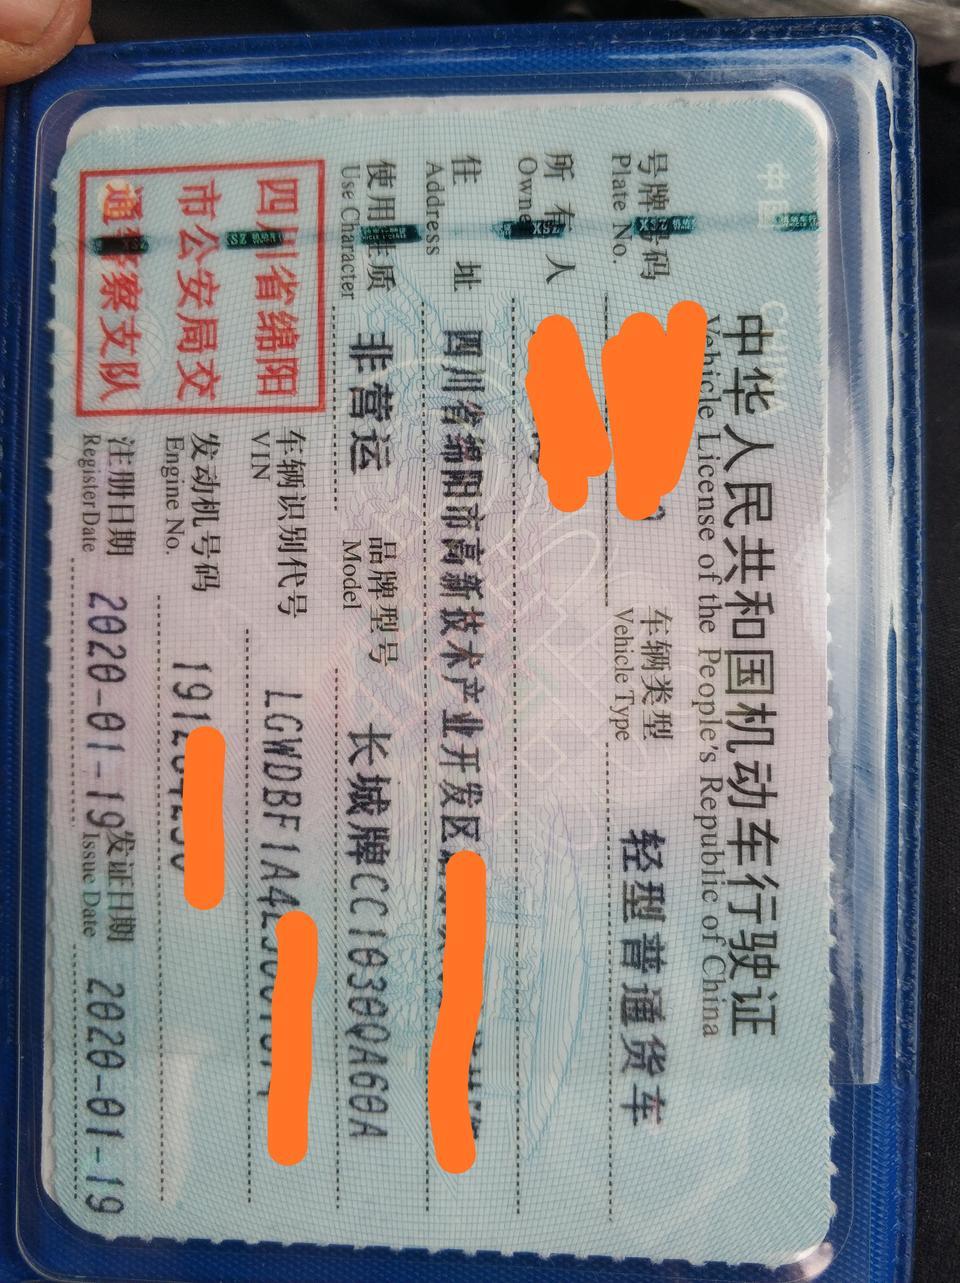 中华人民共和国机动车行驶证
Vehicle License of the People's Republic of China
号牌号码
Plate No.
车辆类型
Vehicle Type
轻型普通货车
所有人
Owner
住址
Address
四川省绵阳市高新技术产业开发区
使用性质
Use Character
非营运
品牌型号
Model
长城牌CC1030QA60A
四川省绵阳
市公安局交
通警察支队
车辆识别代号
VIN
LGWDBF1A4
发动机号码
Engine No.
191
注册日期
Register Date
2020-01-19
发证日期
Issue Date
2020-01-19